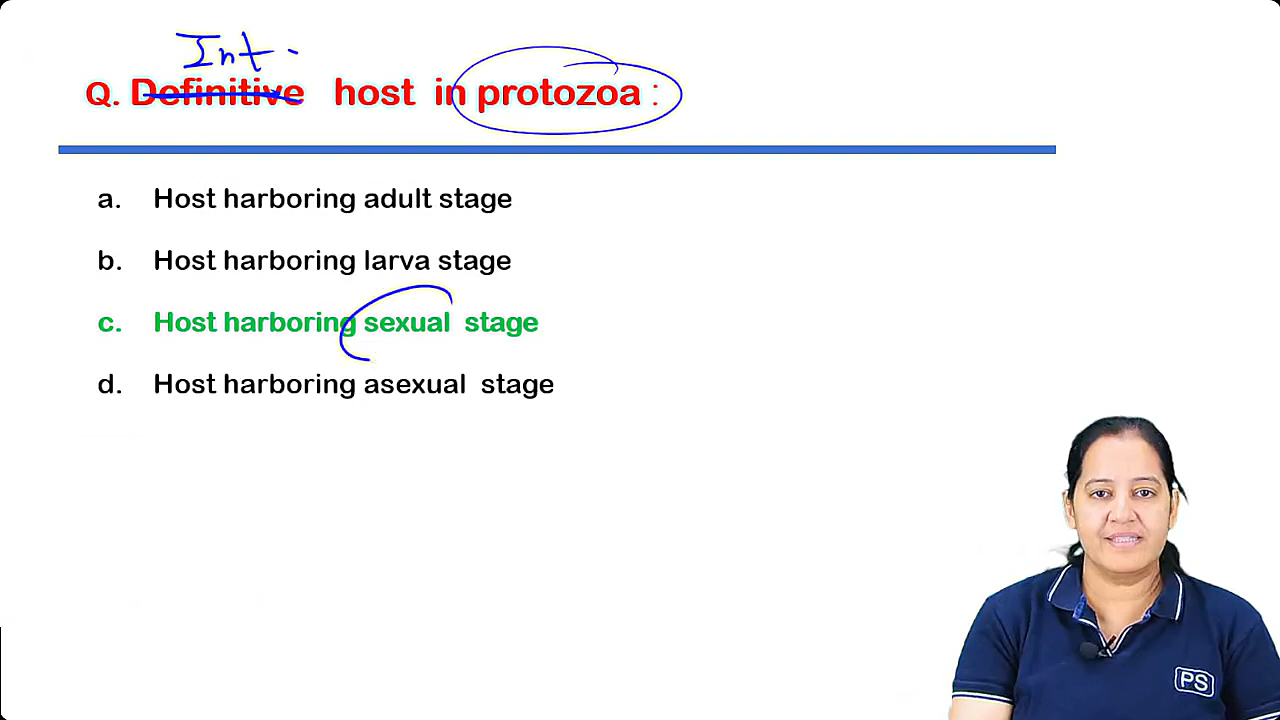 Int.
Q. Definitive host in protozoa :
a. Host harboring adult stage
b. Host harboring larva stage
c. Host harboring sexual stage
d. Host harboring asexual stage
PS